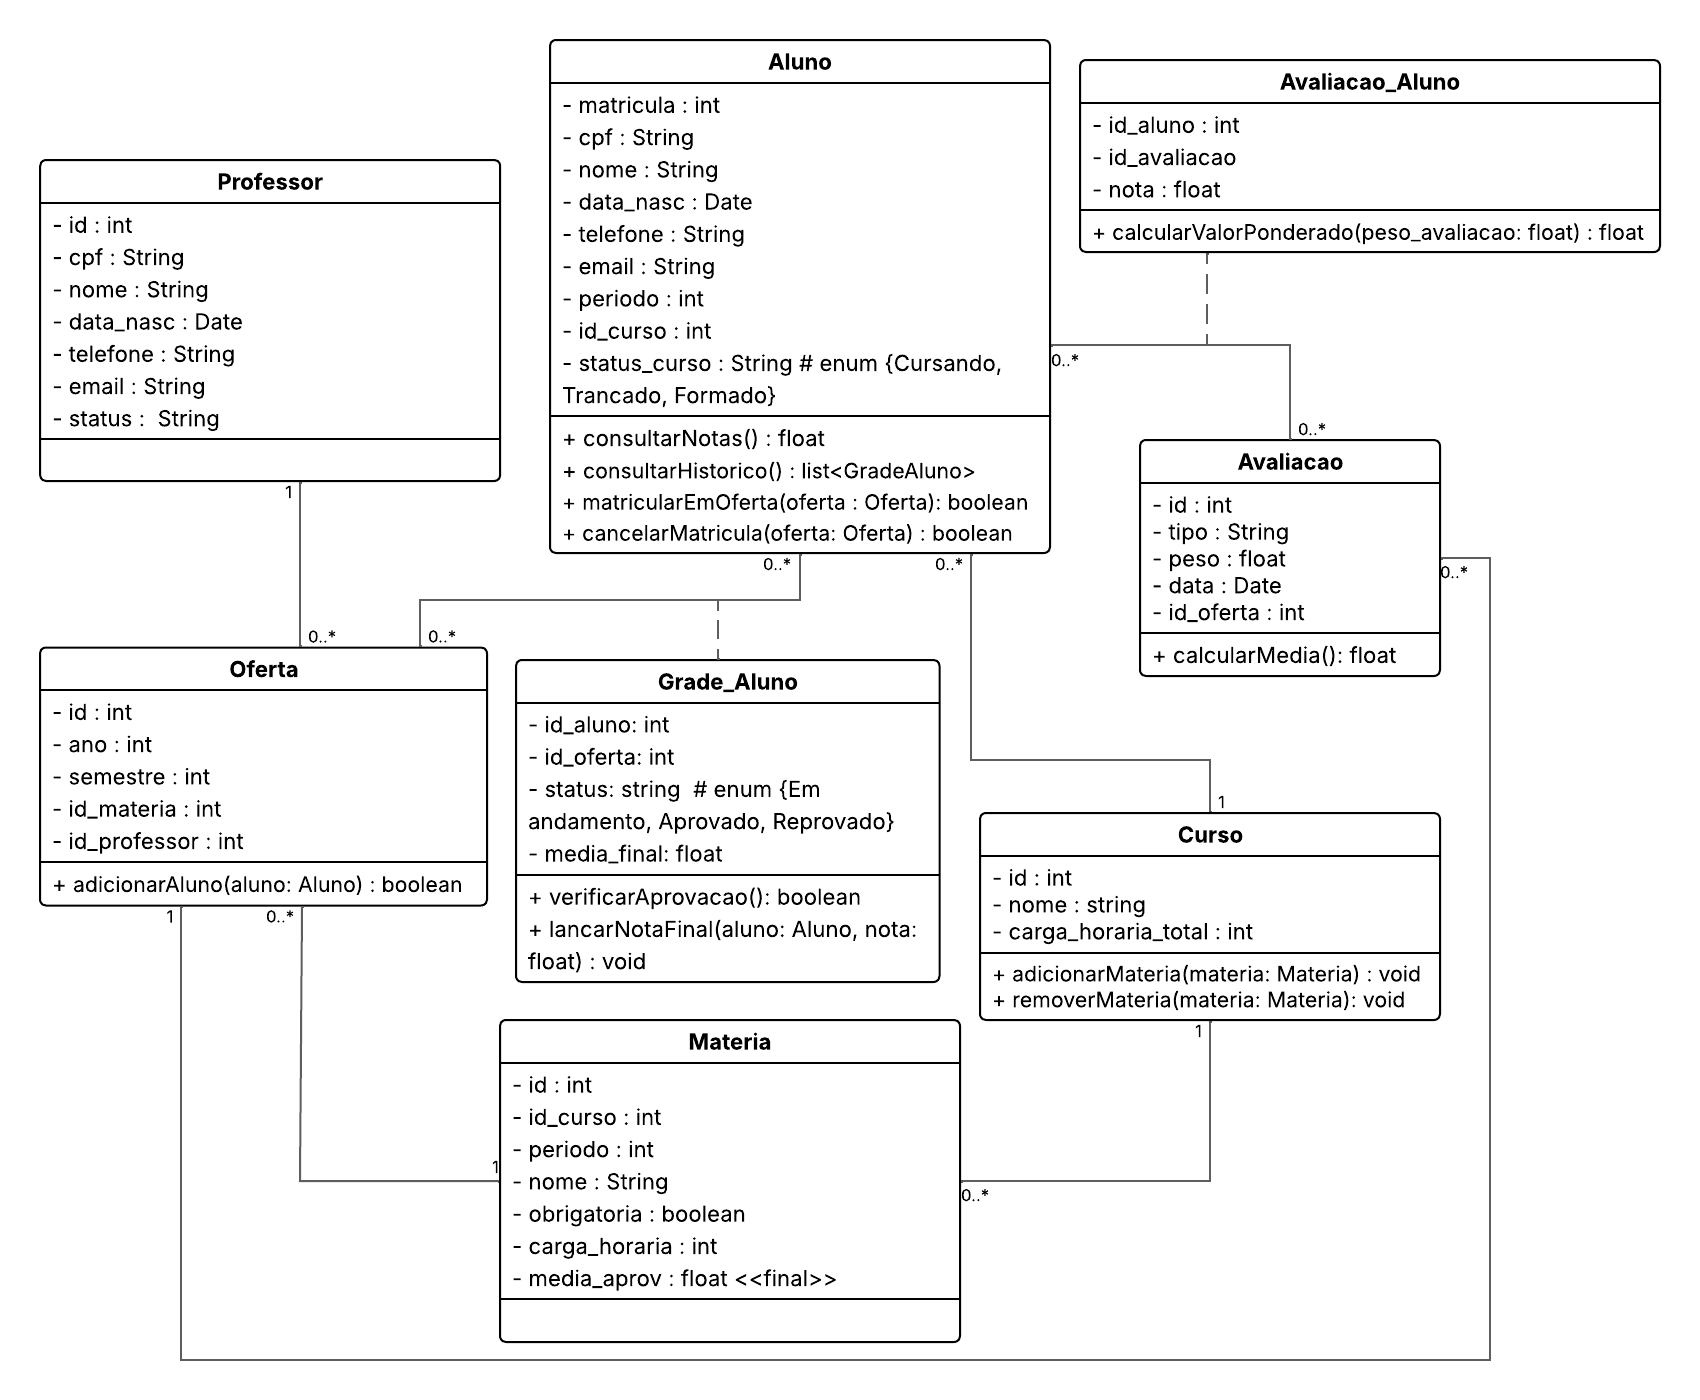 Aluno
- matricula : int
- cpf : String
- nome : String
- data_nasc : Date
- telefone : String
- email : String
- periodo : int
- id_curso : int
- status_curso : String # enum {Cursando,
Trancado, Formado}
+ consultarNotas() : float
+ consultarHistorico() : list<GradeAluno>
+ matricularEmOferta(oferta : Oferta): boolean
+ cancelarMatricula(oferta: Oferta) : boolean
0..*
0..*
0..*
Avaliacao_Aluno
- id_aluno : int
- id_avaliacao
- nota : float
+ calcularValorPonderado(peso_avaliacao: float) : float
Professor
- id : int
- cpf : String
- nome : String
- data_nasc : Date
- telefone : String
- email : String
- status :  String
1
0..*
Avaliacao
- id : int
- tipo : String
- peso : float
- data : Date
- id_oferta : int
+ calcularMedia(): float
0..*
0..*
0..*
Oferta
- id : int
- ano : int
- semestre : int
- id_materia : int
- id_professor : int
+ adicionarAluno(aluno: Aluno) : boolean
1
0..*
Grade_Aluno
- id_aluno: int
- id_oferta: int
- status: string  # enum {Em
andamento, Aprovado, Reprovado}
- media_final: float
+ verificarAprovacao(): boolean
+ lancarNotaFinal(aluno: Aluno, nota:
float) : void
1
Curso
- id : int
- nome : string
- carga_horaria_total : int
+ adicionarMateria(materia: Materia) : void
+ removerMateria(materia: Materia): void
1
Materia
- id : int
- id_curso : int
- periodo : int
- nome : String
- obrigatoria : boolean
- carga_horaria : int
- media_aprov : float <<final>>
1
0..*